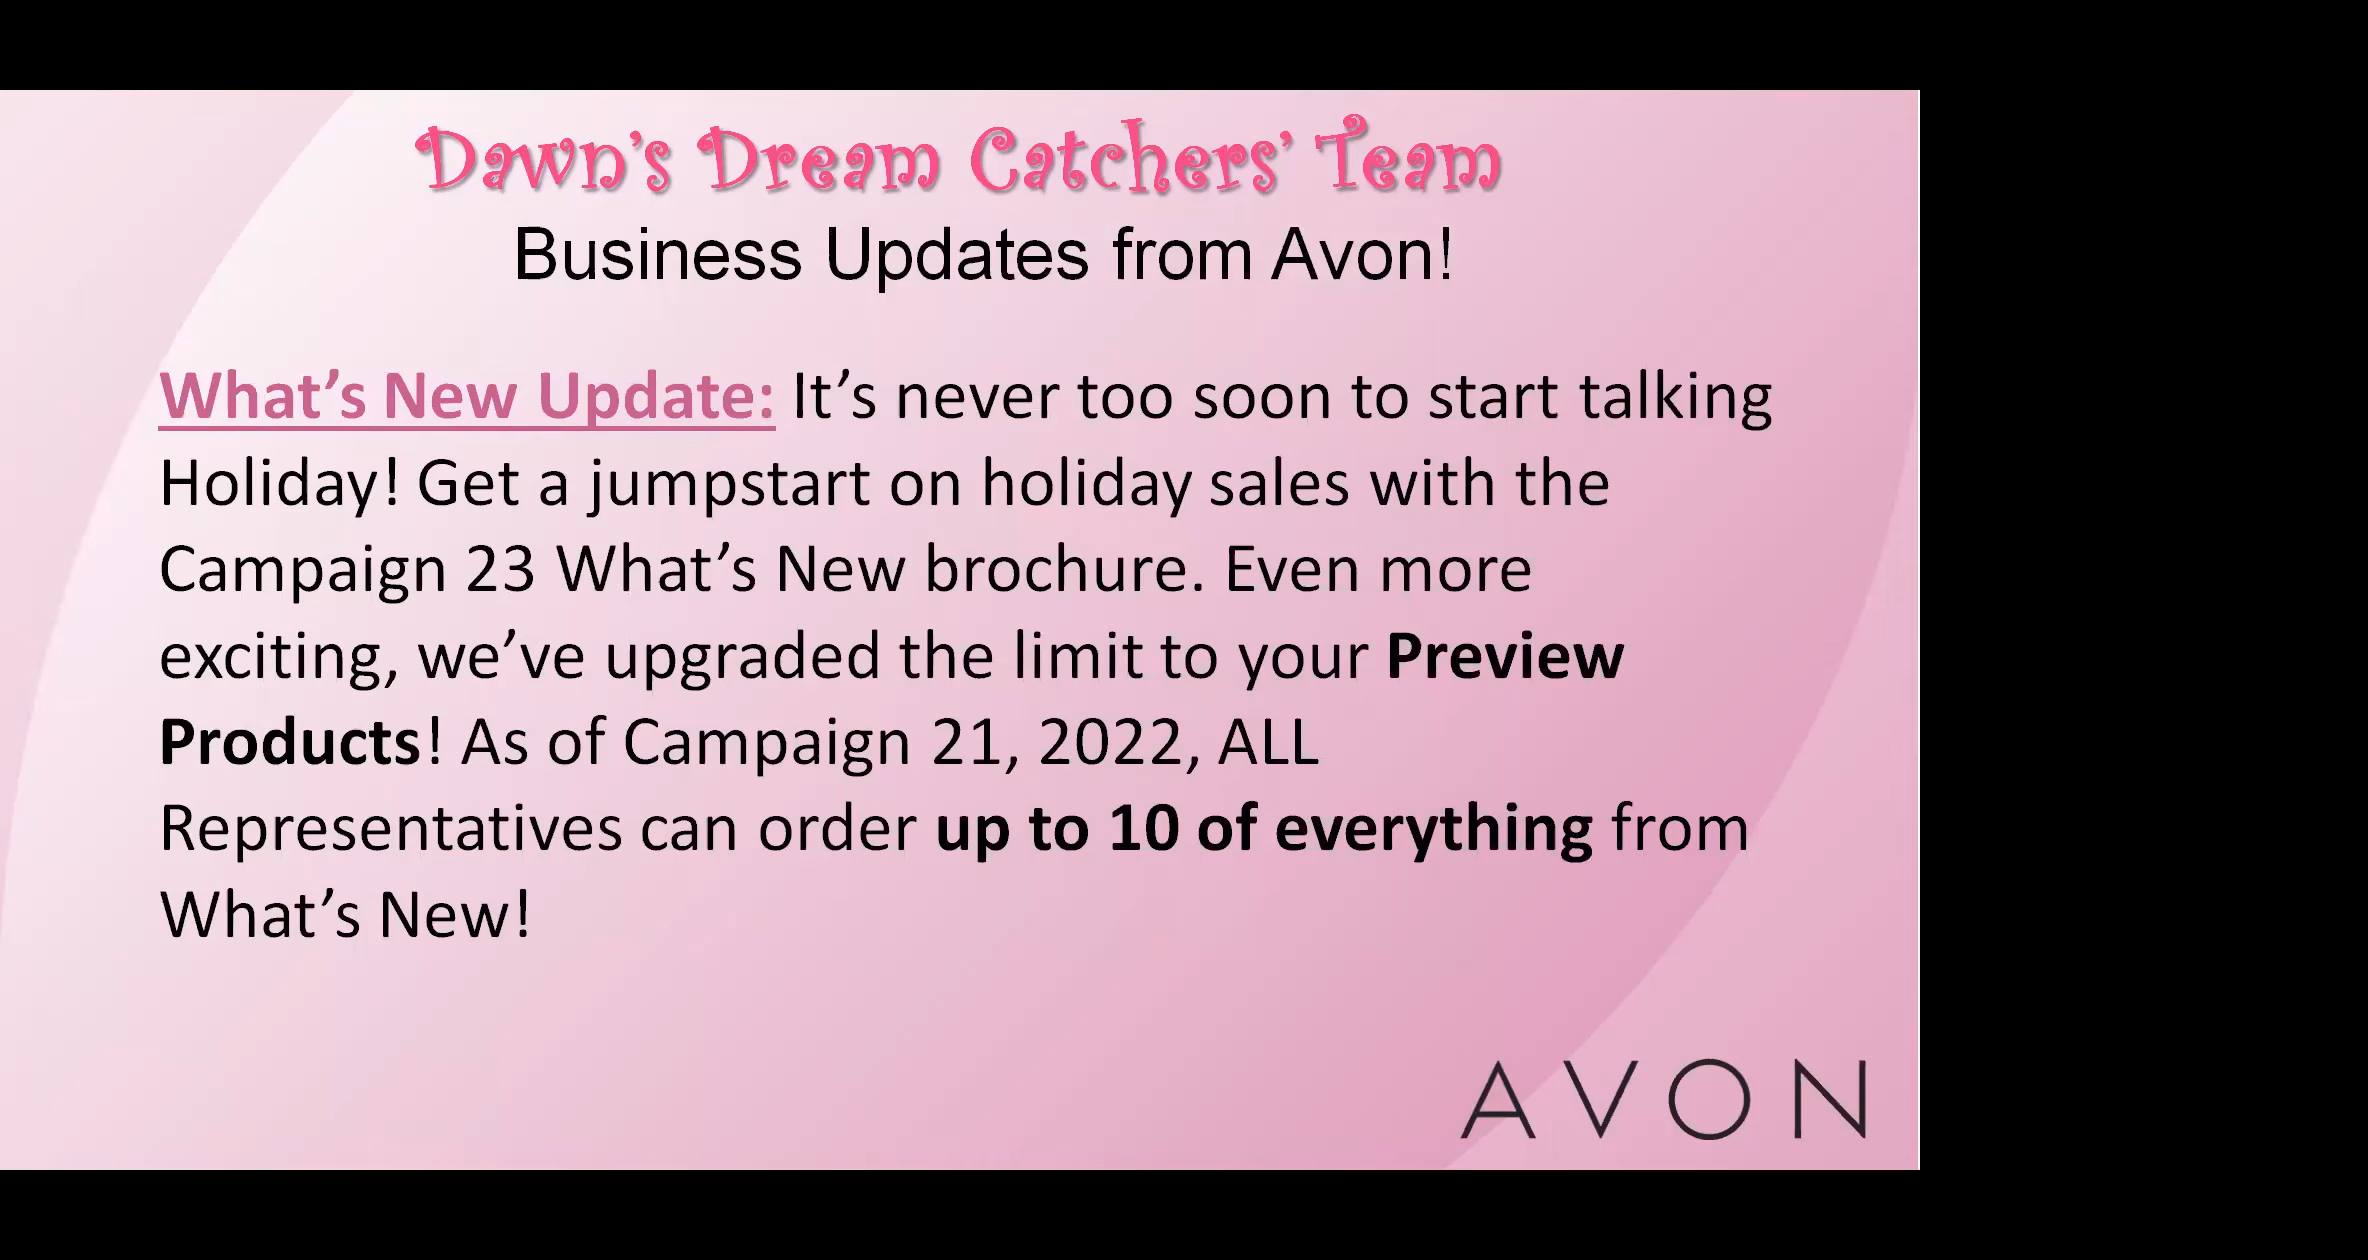 Dawn’s Dream Catchers’ Team
Business Updates from Avon!
What’s New Update: It’s never too soon to start talking
Holiday! Get a jumpstart on holiday sales with the
Campaign 23 What’s New brochure. Even more
exciting, we’ve upgraded the limit to your Preview
Products! As of Campaign 21, 2022, ALL
Representatives can order up to 10 of everything from
What’s New!
AVON